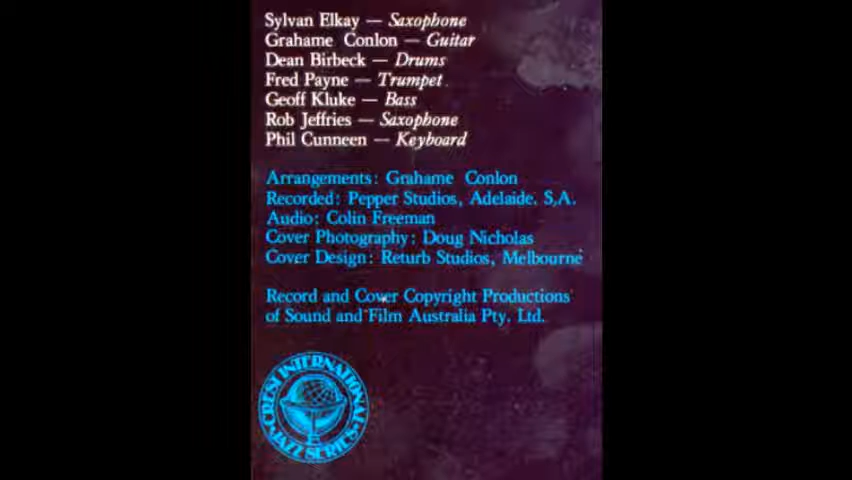 Sylvan Elkay — Saxophone
Grahame Conlon — Guitar
Dean Birbeck — Drums
Fred Payne — Trumpet
Geoff Kluke — Bass
Rob Jeffries — Saxophone
Phil Cunneen — Keyboard
Arrangements: Grahame Conlon
Recorded: Pepper Studios, Adelaide. S,A.
Audio: Colin Freeman
Cover Photography: Doug Nicholas
Cover Design: Returb Studios, Melbourne
Record and Cover Copyright Productions
of Sound and Film Australia Pty. Ltd.
CREST INTERNATIONAL
JAZZ SERIES